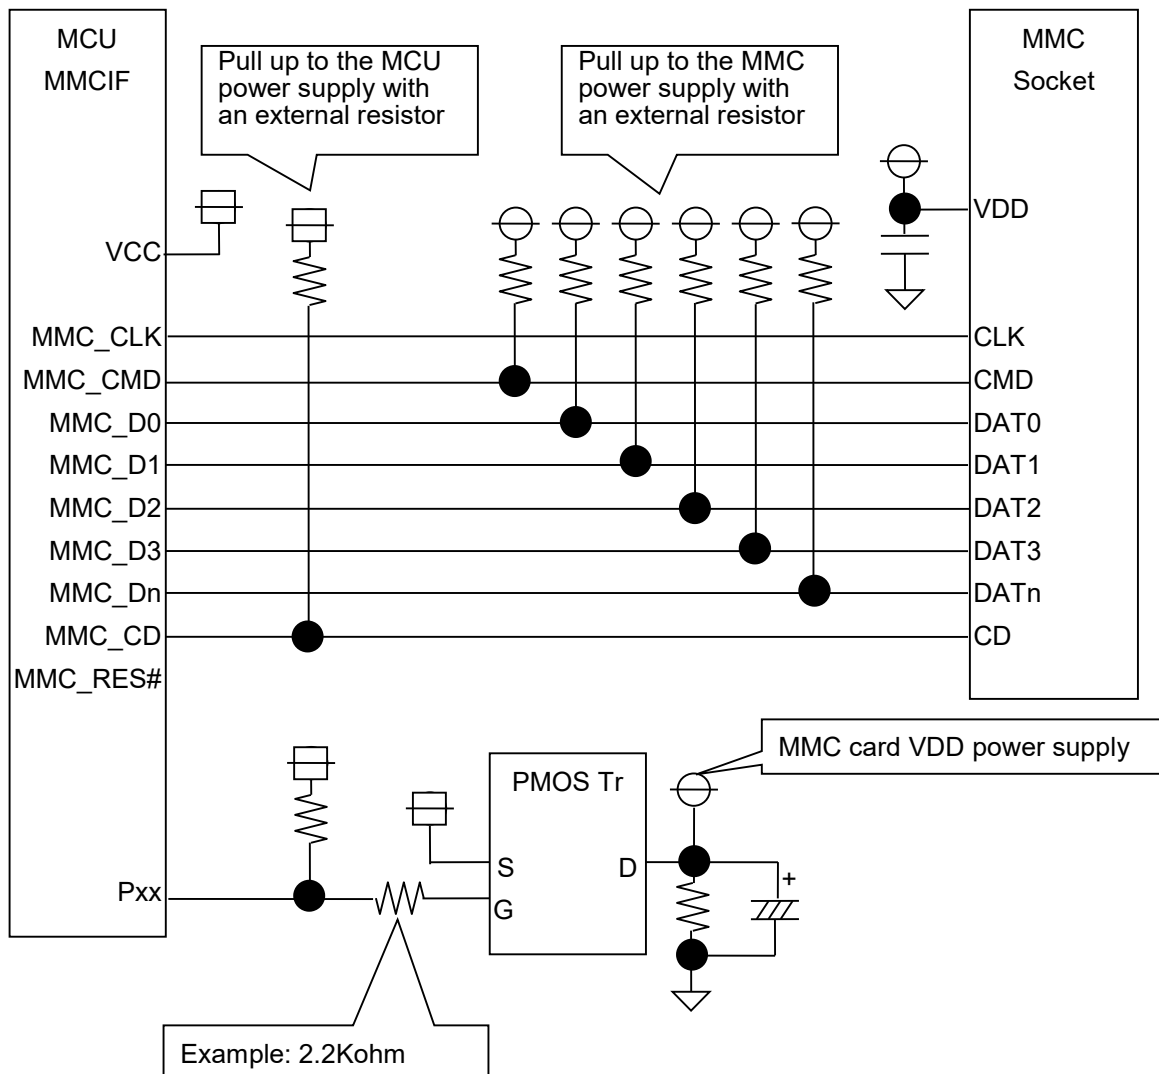 MCU
MMCIF
Pull up to the MCU
power supply with
an external resistor
Pull up to the MMC
power supply with
an external resistor
MMC
Socket
VCC
VDD
MMC_CLK
CLK
MMC_CMD
CMD
MMC_D0
DAT0
MMC_D1
DAT1
MMC_D2
DAT2
MMC_D3
DAT3
MMC_Dn
DATn
MMC_CD
CD
MMC_RES#
MMC card VDD power supply
PMOS Tr
S
D
+
Pxx
G
Example: 2.2Kohm